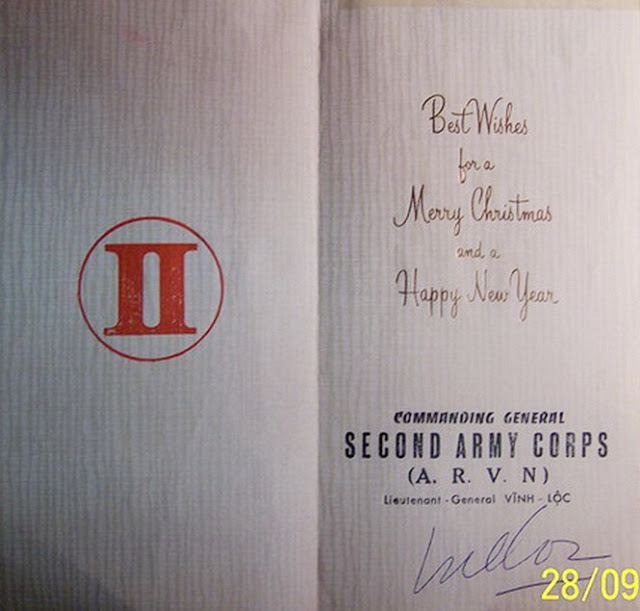 II
Best Wishes
for a
Merry Christmas
and a
Happy New Year
COMMANDING GENERAL
SECOND ARMY CORPS
(A. R. V. N)
Lieutenant - General VĨNH - LỘC
28/09